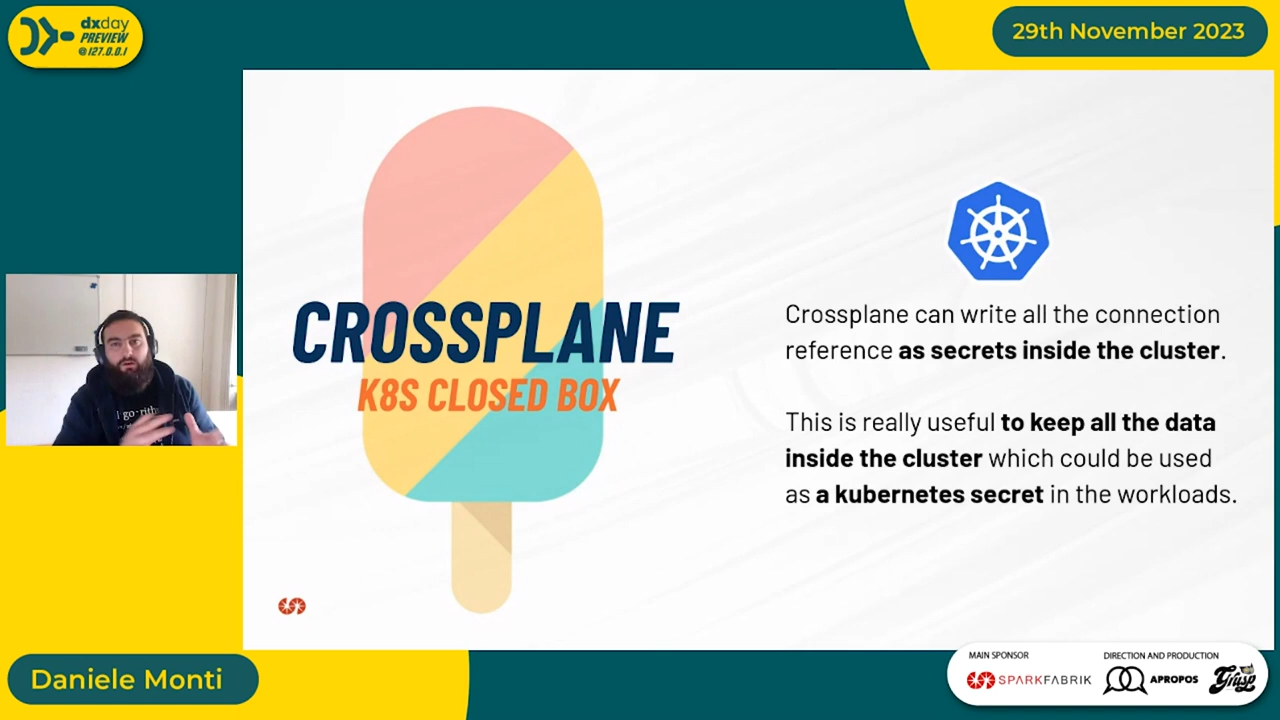 dxday
PREVIEW
@127.0.0.1
29th November 2023
CROSSPLANE
K8S CLOSED BOX
Crossplane can write all the connection
reference as secrets inside the cluster.
This is really useful to keep all the data
inside the cluster which could be used
as a kubernetes secret in the workloads.
Daniele Monti
MAIN SPONSOR
SPARKFABRIK
DIRECTION AND PRODUCTION
APROPOS
Grusp